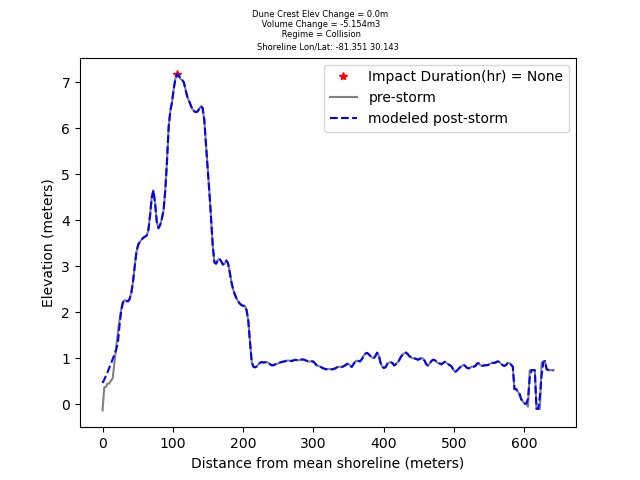 Dune Crest Elev Change = 0.0m
Volume Change = -5.154m3
Regime = Collision
Shoreline Lon/Lat: -81.351 30.143
Impact Duration(hr) = None
pre-storm
modeled post-storm
7
6
5
4
3
2
1
0
Elevation (meters)
0 100 200 300 400 500 600
Distance from mean shoreline (meters)